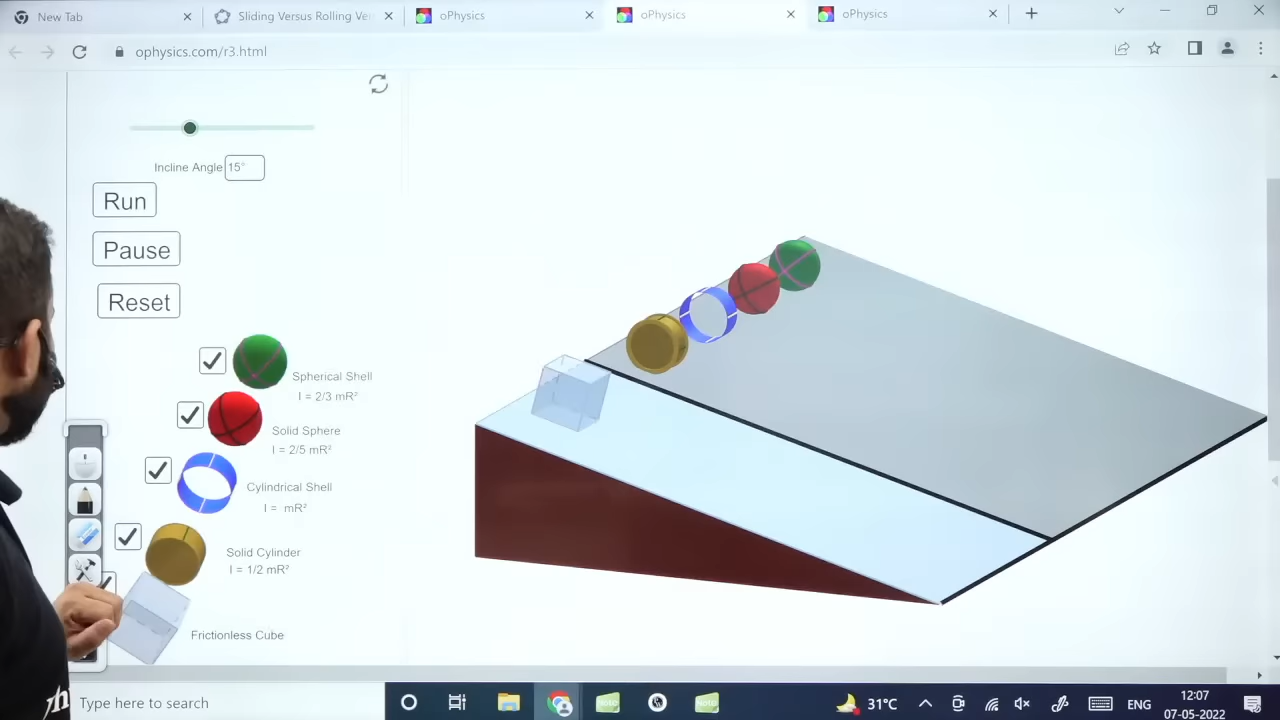 New Tab
Sliding Versus Rolling Ve
oPhysics
oPhysics
oPhysics
ophysics.com/r3.html
Incline Angle 15°
Run
Pause
Reset
Spherical Shell
I = 2/3 mR²
Solid Sphere
I = 2/5 mR²
Cylindrical Shell
I = mR²
Solid Cylinder
I = 1/2 mR²
Frictionless Cube
Type here to search
31°C
ENG
12:07
07-05-2022